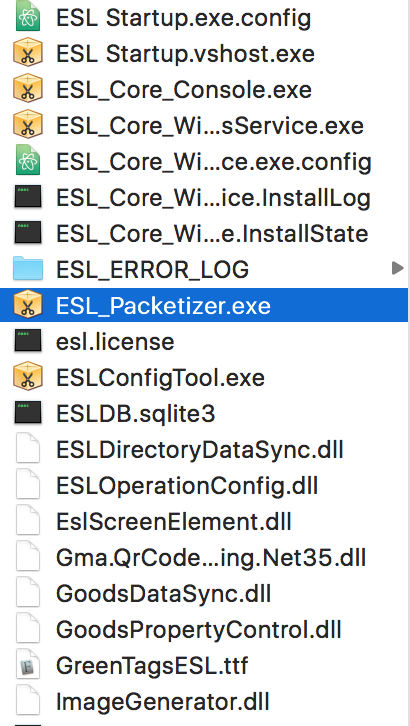 ESL Startup.exe.config
ESL Startup.vshost.exe
ESL_Core_Console.exe
ESL_Core_Wi...sService.exe
ESL_Core_Wi...ce.exe.config
ESL_Core_Wi...ice.InstallLog
ESL_Core_Wi...e.InstallState
ESL_ERROR_LOG
ESL_Packetizer.exe
esl.license
ESLConfigTool.exe
ESLDB.sqlite3
ESLDirectoryDataSync.dll
ESLOperationConfig.dll
EslScreenElement.dll
Gma.QrCode...ing.Net35.dll
GoodsDataSync.dll
GoodsPropertyControl.dll
GreenTagsESL.ttf
ImageGenerator.dll